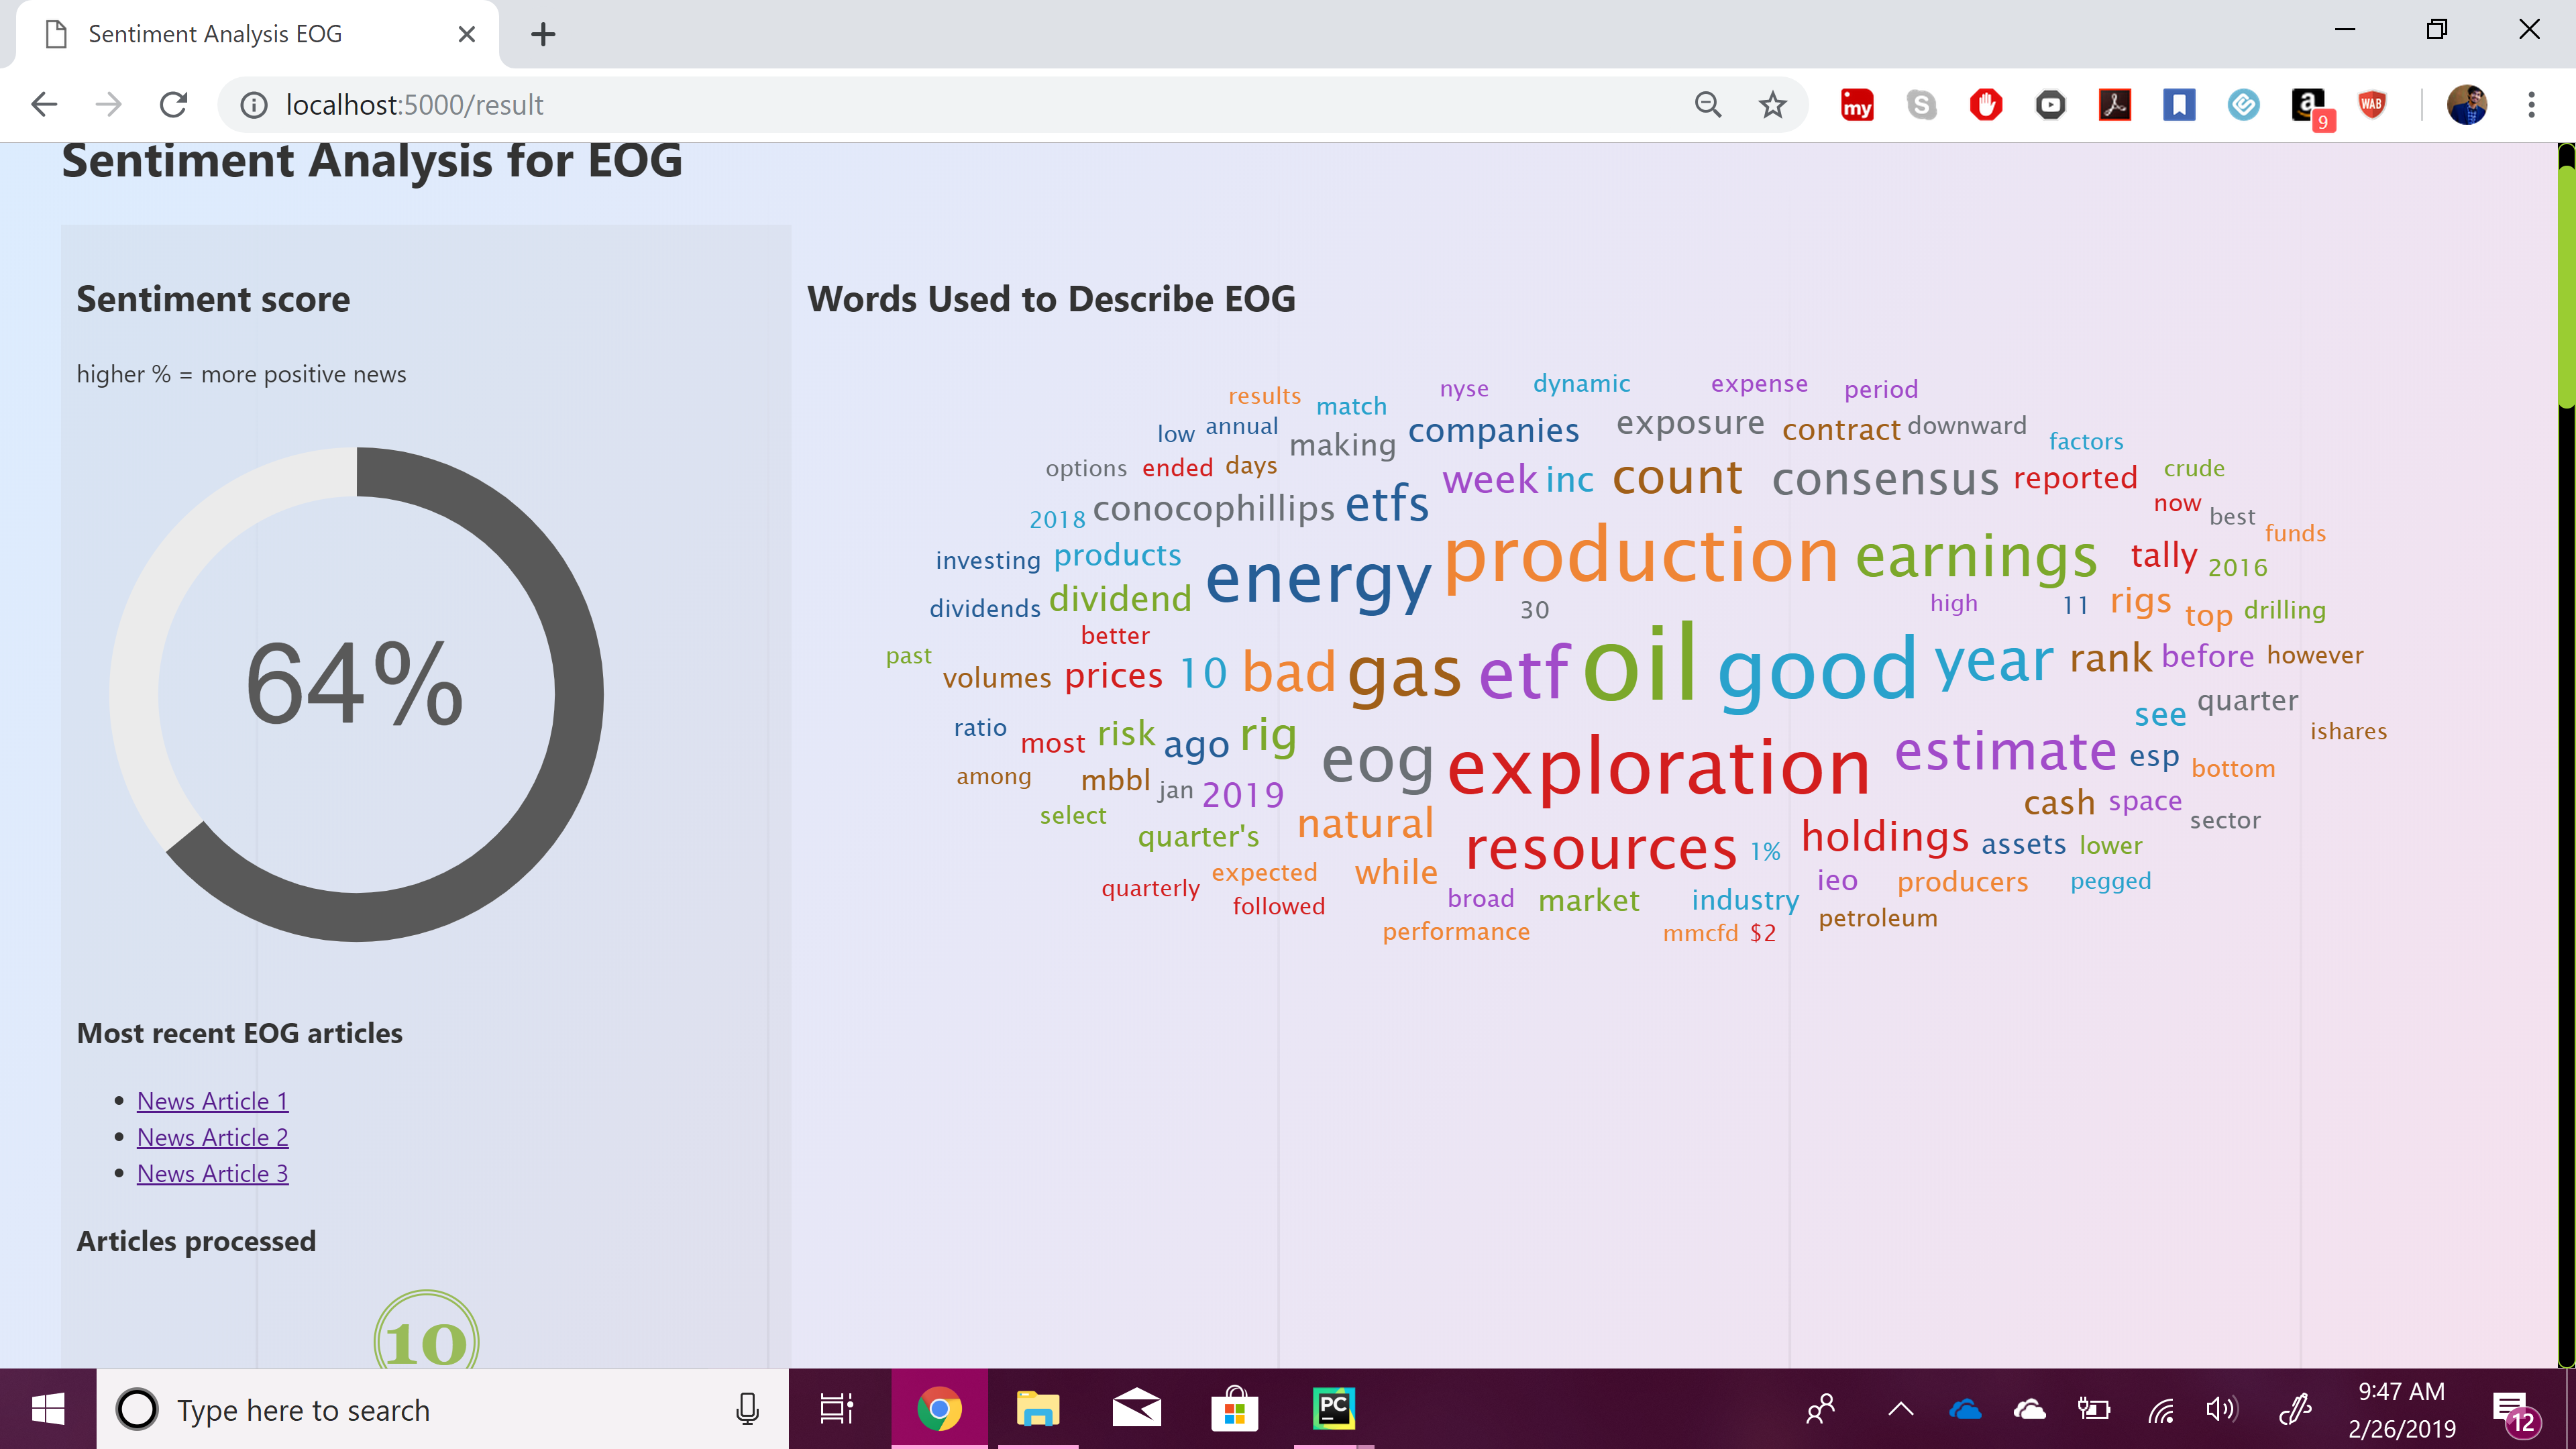 Sentiment Analysis EOG
localhost:5000/result
my
S
a
9
WAB
Sentiment Analysis for EOG
Sentiment score
higher % = more positive news
64%
Most recent EOG articles
News Article 1
News Article 2
News Article 3
Articles processed
10
Words Used to Describe EOG
results match nyse dynamic expense period
low annual making companies exposure contract downward factors
options ended days week inc count consensus reported crude
2018 conocophillips etfs now best funds
investing products energy production earnings tally 2016
dividends dividend 30 high 11 rigs top drilling
better
past volumes prices 10 bad gas etf oil good year rank before however
ratio most risk ago rig see quarter ishares
among mbbl jan 2019 eog exploration estimate esp bottom
select quarter's natural resources 1% holdings cash space sector
quarterly expected while assets lower
followed broad market industry ieo producers pegged
performance mmcfd $2 petroleum
Type here to search
PC
9:47 AM
2/26/2019
12